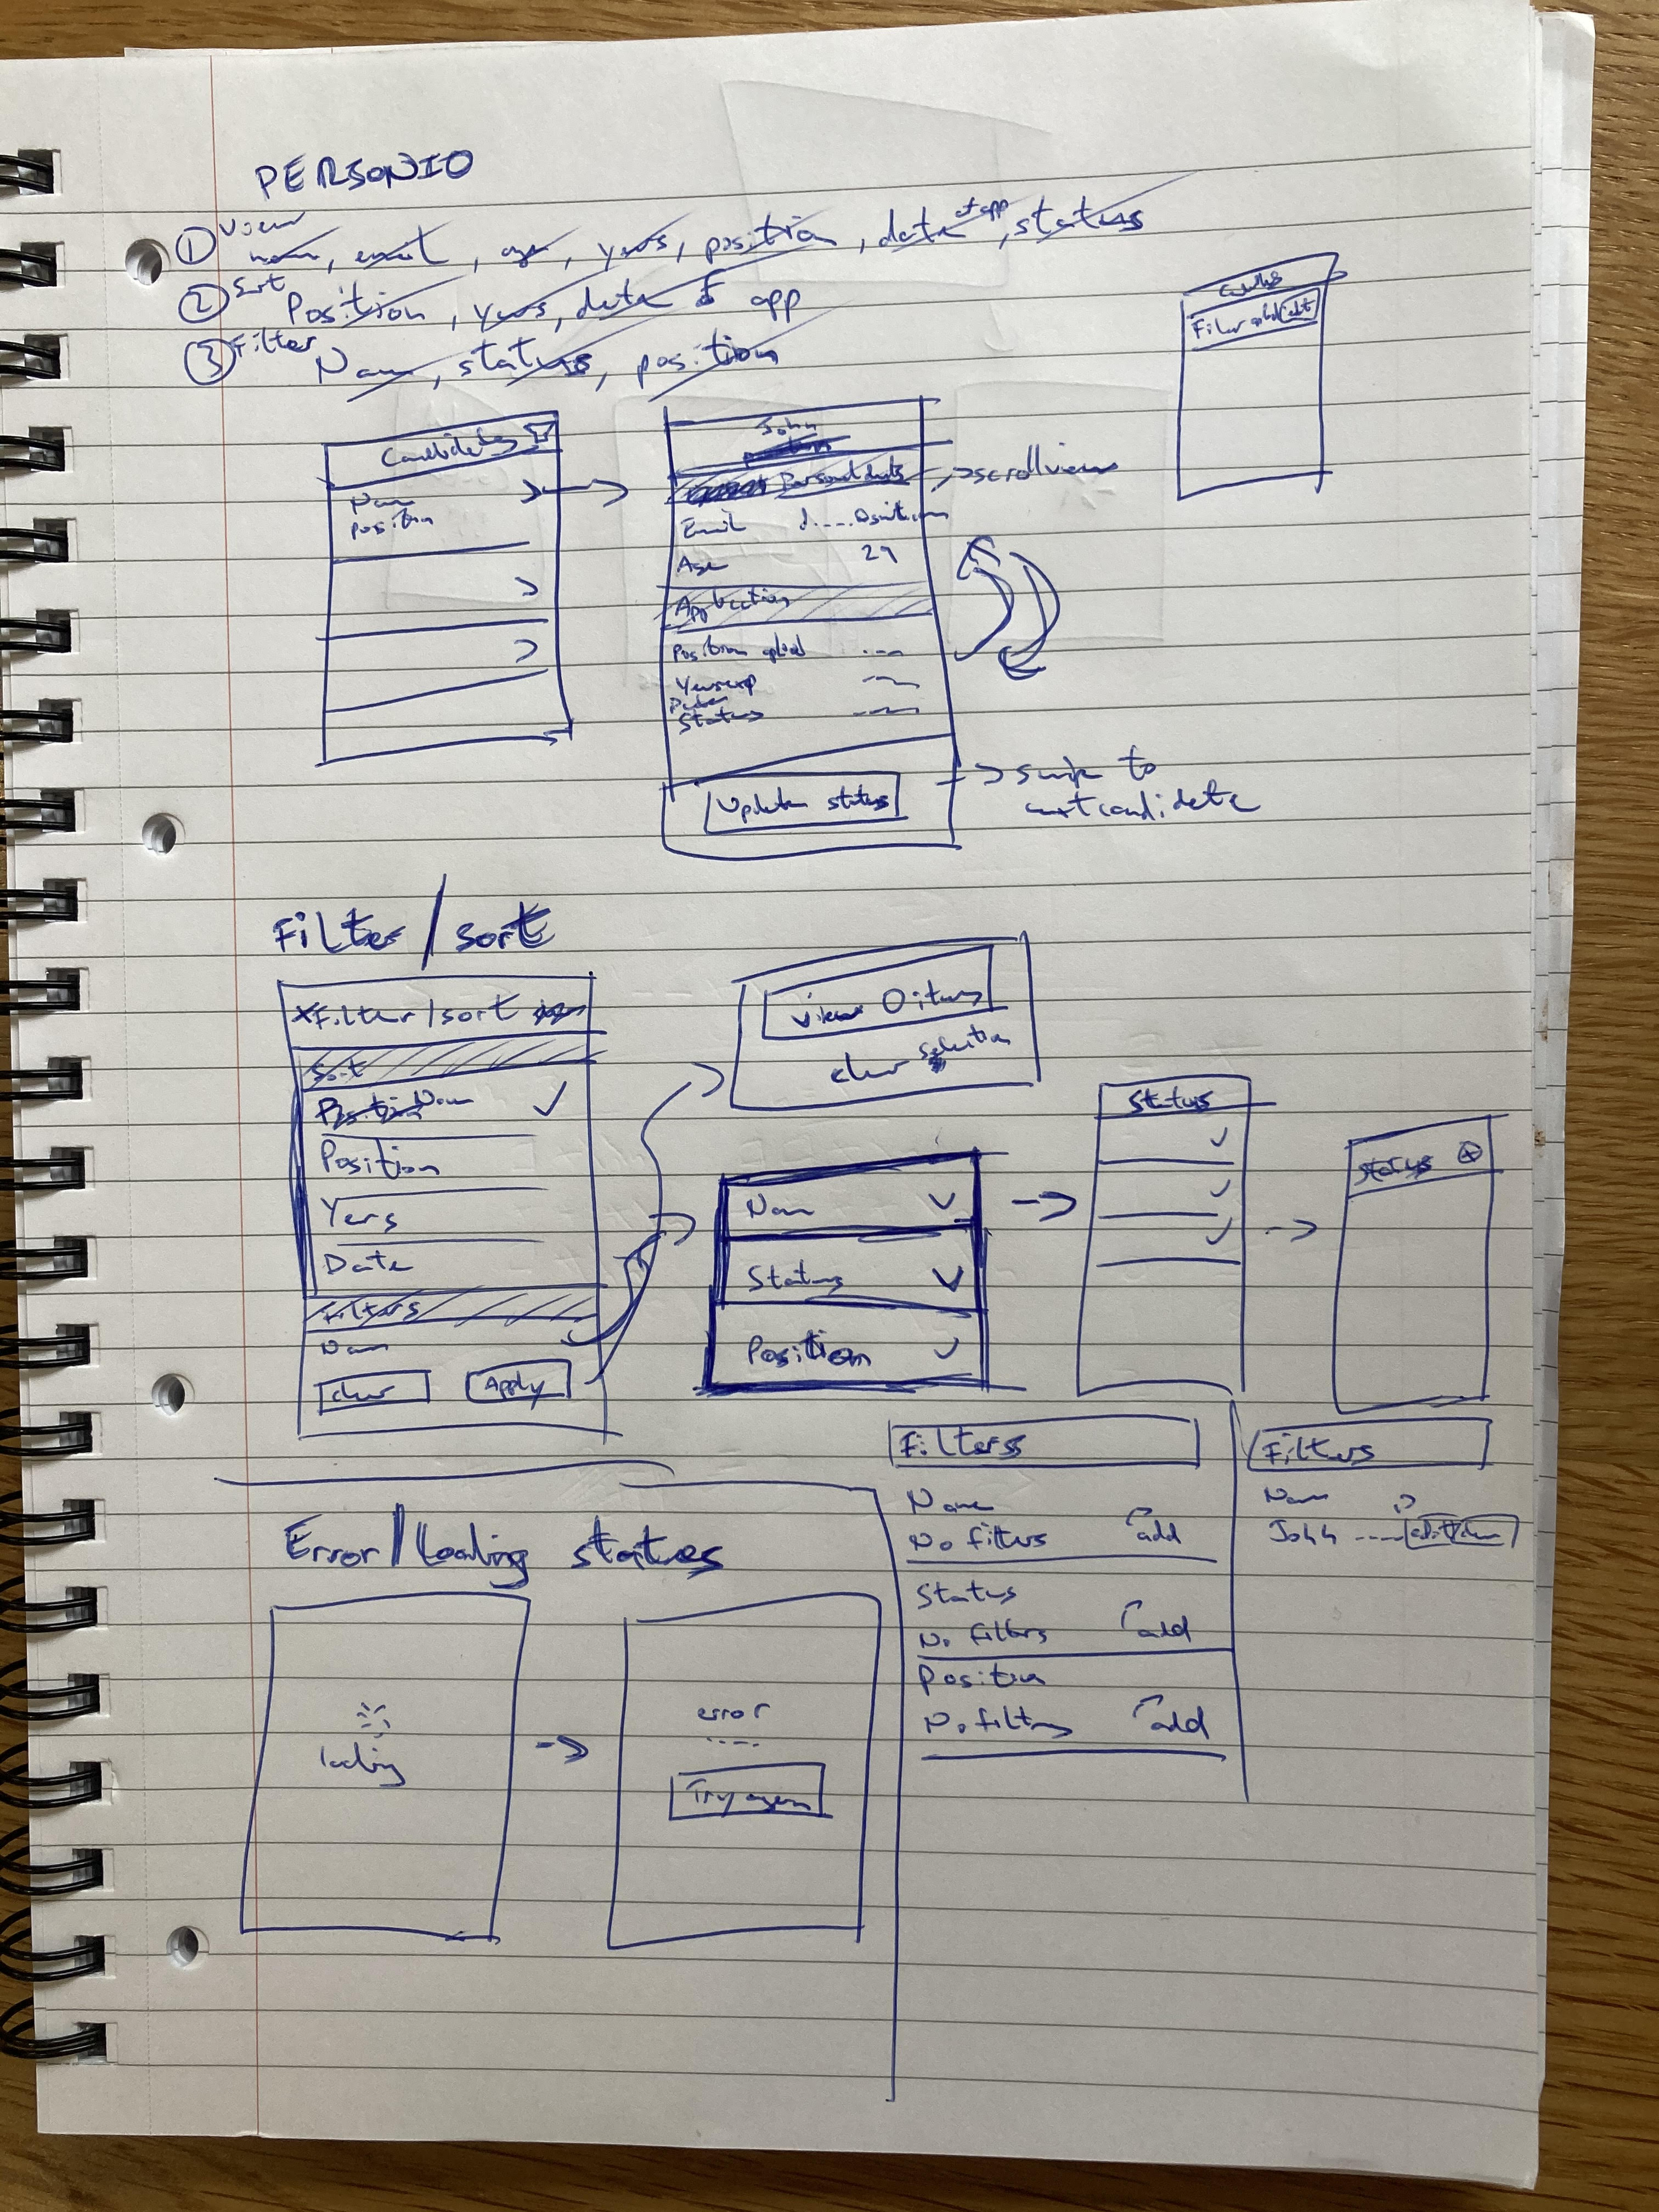 PERSONIO
① View
name, email, age, years, position, date of app, status
② Sort
Position, years, date of app
③ Filter
Name, status, position
Candidates
Filter
edit
Candidates
Name
Position
John
Personal details
→ scrollview
Email
Age 29
Application
Position applied
Years exp
Date
Status
Update status
→ swipe to
next candidate
Filter/sort
X Filter/sort
Sort
Position Name ✓
Position
Years
Date
Filters
Name
clear Apply
View 0 items
clear selection
Name
Status
Position
Status
Status
Filters
Name
No filters add
Status
No filters add
Position
No filters add
Filters
Name
John ---- edit clear
Error/loading states
loading
error
Try again